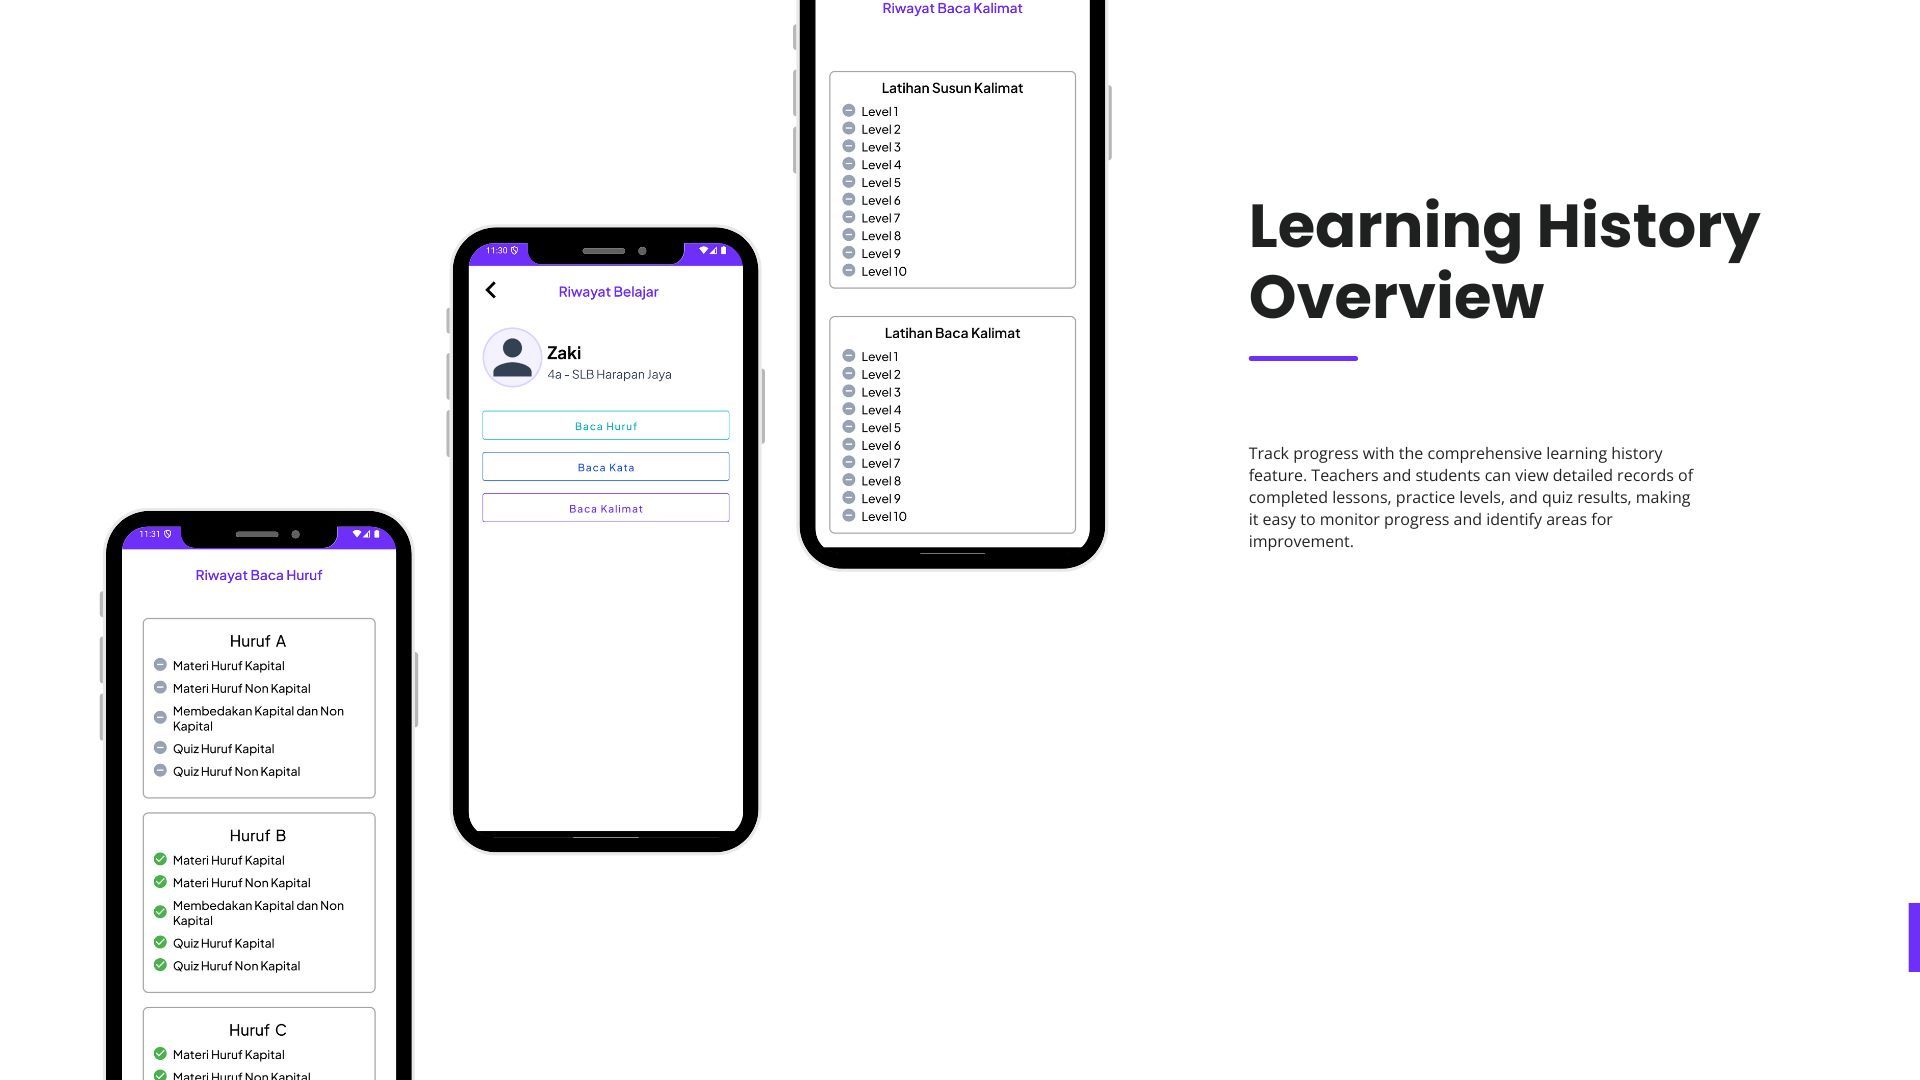 Riwayat Baca Kalimat
Latihan Susun Kalimat
Level 1
Level 2
Level 3
Level 4
Level 5
Level 6
Level 7
Level 8
Level 9
Level 10
Latihan Baca Kalimat
Level 1
Level 2
Level 3
Level 4
Level 5
Level 6
Level 7
Level 8
Level 9
Level 10
11:30
Riwayat Belajar
Zaki
4a - SLB Harapan Jaya
Baca Huruf
Baca Kata
Baca Kalimat
11:31
Riwayat Baca Huruf
Huruf A
Materi Huruf Kapital
Materi Huruf Non Kapital
Membedakan Kapital dan Non
Kapital
Quiz Huruf Kapital
Quiz Huruf Non Kapital
Huruf B
Materi Huruf Kapital
Materi Huruf Non Kapital
Membedakan Kapital dan Non
Kapital
Quiz Huruf Kapital
Quiz Huruf Non Kapital
Huruf C
Materi Huruf Kapital
Materi Huruf Non Kapital
Learning History
Overview
Track progress with the comprehensive learning history
feature. Teachers and students can view detailed records of
completed lessons, practice levels, and quiz results, making
it easy to monitor progress and identify areas for
improvement.